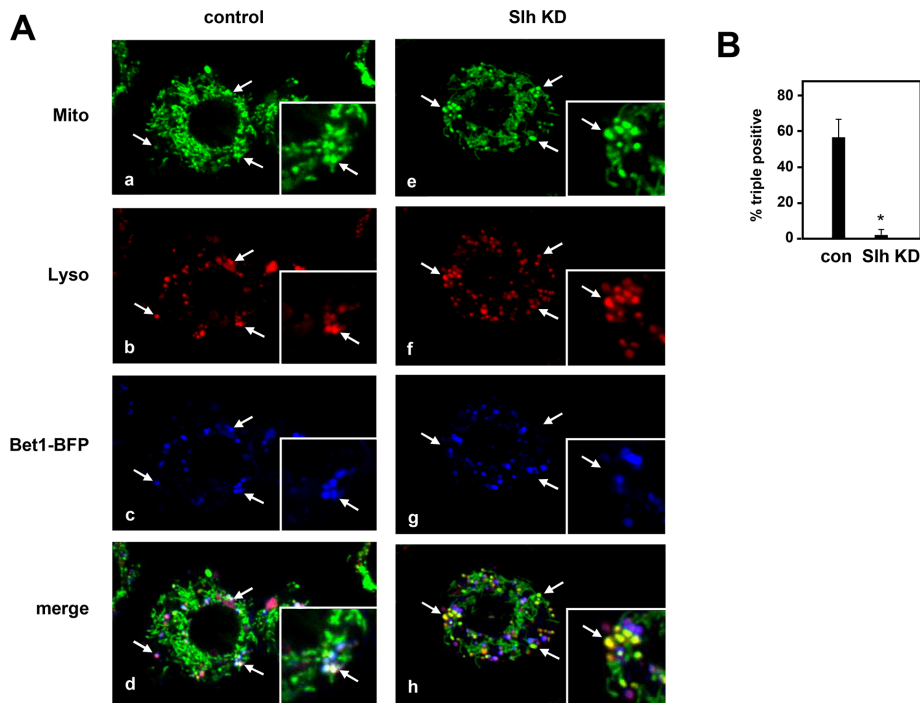 A
control
Slh KD
B
Mito
a
e
Lyso
b
f
Bet1-BFP
c
g
merge
d
h
% triple positive
80
60
40
20
0
*
con
Slh KD